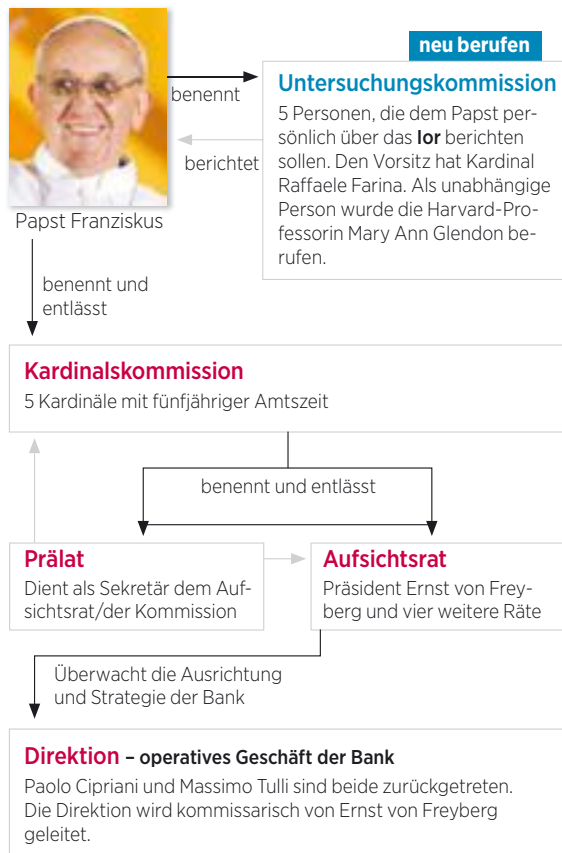 neu berufen
benennt
Untersuchungskommission
5 Personen, die dem Papst per-
sönlich über das Ior berichten
sollen. Den Vorsitz hat Kardinal
Raffaele Farina. Als unabhängige
Person wurde die Harvard-Pro-
fessorin Mary Ann Glendon be-
rufen.
berichtet
Papst Franziskus
benennt und
entlässt
Kardinalskommission
5 Kardinäle mit fünfjähriger Amtszeit
benennt und entlässt
Prälat
Dient als Sekretär dem Auf-
sichtsrat/der Kommission
Aufsichtsrat
Präsident Ernst von Frey-
berg und vier weitere Räte
Überwacht die Ausrichtung
und Strategie der Bank
Direktion – operatives Geschäft der Bank
Paolo Cipriani und Massimo Tulli sind beide zurückgetreten.
Die Direktion wird kommissarisch von Ernst von Freyberg
geleitet.